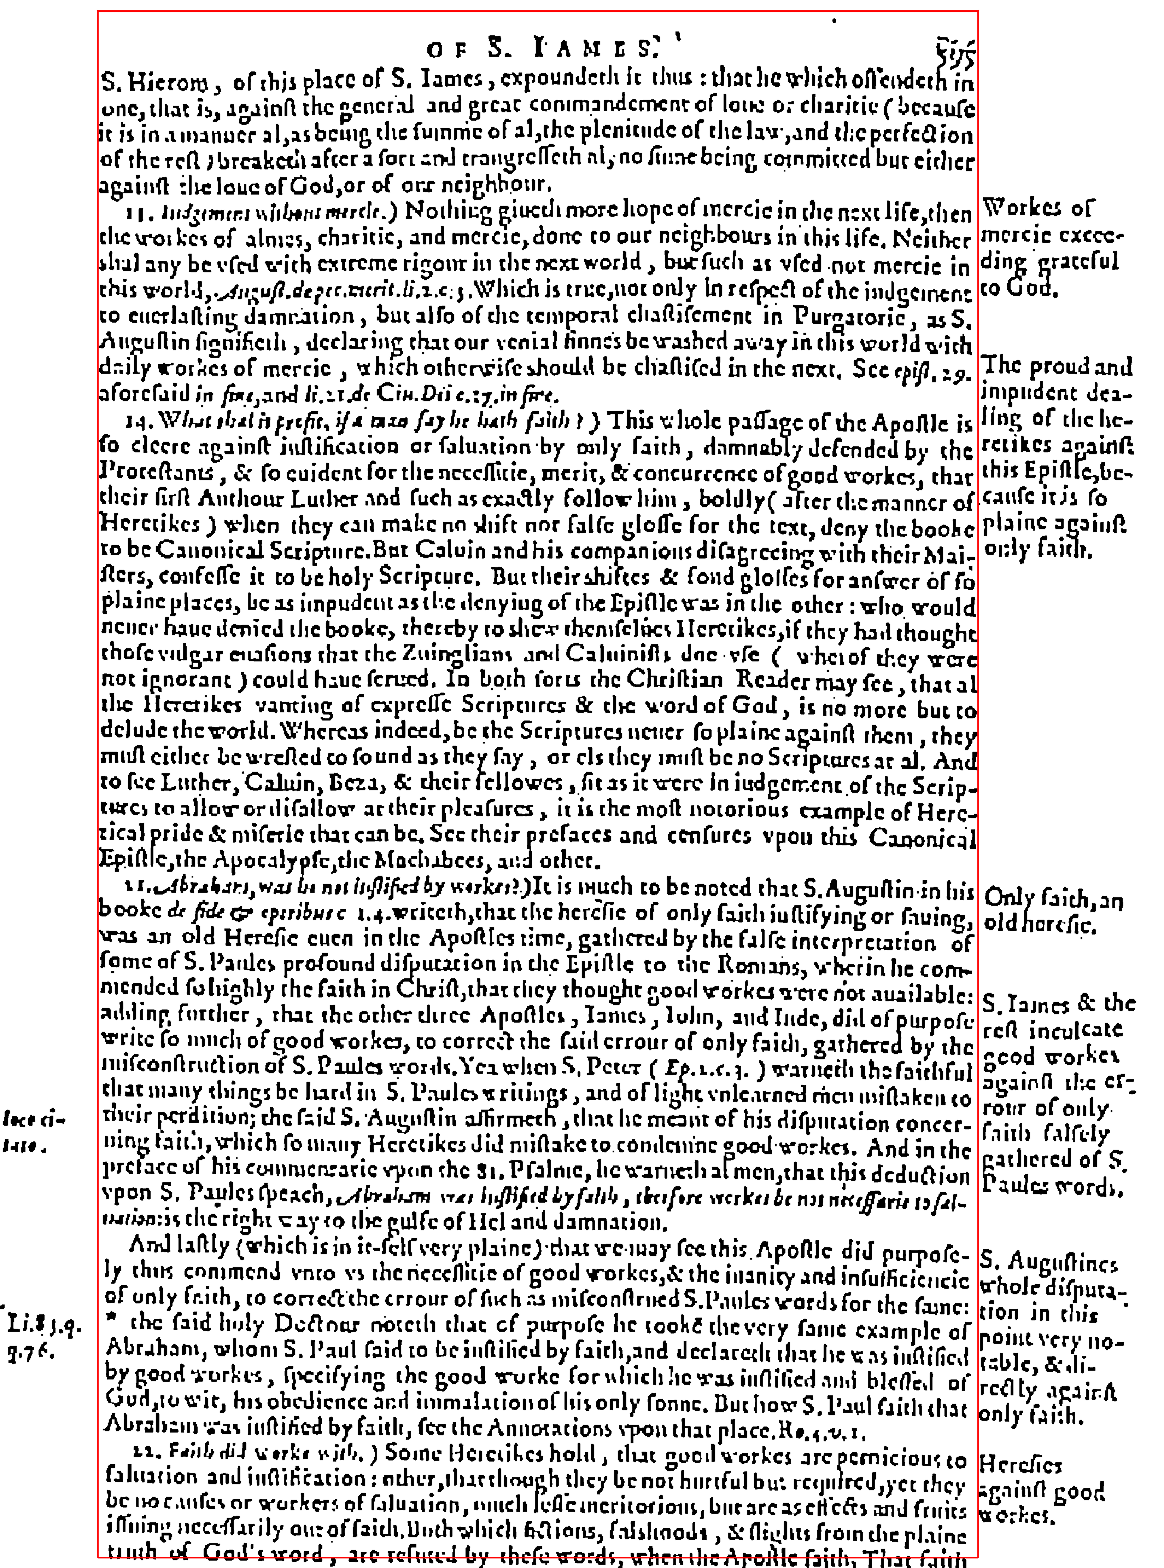 OF S. IAMES.
S. Hierom, of this place of S. Iames, expoundeth it thus : that he which offendeth in
one, that is, againſt the general and great commandement of loue or charitie ( becauſe
it is in a manner al, as being the ſumme of al, the plenitude of the law, and the perfection
of the reſt ) breaketh after a ſort and trangreſſeth al, no ſinne being committed but either
againſt the loue of God, or of our neighbour.
13. Iudgement without mercie. ) Nothing giueth more hope of mercie in the next life, then
the workes of almes, charitie, and mercie, done to our neighbours in this life. Neither
shal any be vſed with extreme rigour in the next world , but ſuch as vſed not mercie in
this world, Auguſt. de pec. merit. li. 2. c. 3. Which is true, not only in reſpect of the iudgement
to euerlaſting damnation , but alſo of the temporal chaſtiſement in Purgatorie, as S.
Auguſtin ſignifieth , declaring that our venial ſinnes be washed away in this world with
daily workes of mercie , which otherwiſe should be chaſtiſed in the next. See epiſt. 29.
aforeſaid in fine, and li. 21. de Ciu. Dei c. 27. in fine.
Workes of
mercie excee-
ding grateful
to God.
14. What shal it profit, if a man ſay he hath faith ? ) This whole paſſage of the Apoſtle is
ſo cleere againſt iuſtification or ſaluation by only faith, damnably defended by the
Proteſtants , & ſo euident for the neceſſitie, merit, & concurrence of good workes, that
their firſt Authour Luther and ſuch as exactly follow him , boldly ( after the manner of
Heretikes ) when they can make no shift nor falſe gloſſe for the text, deny the booke
to be Canonical Scripture. But Caluin and his companions diſagreeing with their Mai-
ſters, confeſſe it to be holy Scripture. But their shiftes & fond gloſſes for anſwer of ſo
plaine places, be as impudent as the denying of the Epiſtle was in the other : who would
neuer haue denied the booke, thereby to shew themſelues Heretikes, if they had thought
thoſe vulgar euaſions that the Zuinglians and Caluiniſts doe vſe ( wherof they were
not ignorant ) could haue ſerued. In both ſorts the Chriſtian Reader may ſee, that al
the Heretikes vanting of expreſſe Scriptures & the word of God, is no more but to
delude the world. Whereas indeed, be the Scriptures neuer ſo plaine againſt them , they
muſt either be wreſted to ſound as they ſay , or els they muſt be no Scriptures at al. And
to ſee Luther, Caluin, Beza, & their fellowes , ſit as it were in iudgement of the Scrip-
tures to allow or diſallow at their pleaſures , it is the moſt notorious example of Here-
tical pride & miſerie that can be. See their prefaces and cenſures vpon this Canonical
Epiſtle, the Apocalypſe, the Machabees, and other.
The proud and
impudent dea-
ling of the he-
retikes againſt
this Epiſtle, be-
cauſe it is ſo
plaine againſt
only faith.
21. Abraham, was he not iuſtified by workes? ) It is much to be noted that S. Auguſtin in his
booke de fide & operibus c. 14. writeth, that the hereſie of only faith iuſtifying or ſauing,
was an old Hereſie euen in the Apoſtles time, gathered by the falſe interpretation of
ſome of S. Paules profound diſputation in the Epiſtle to the Romans, wherin he com-
mended ſo highly the faith in Chriſt, that they thought good workes were not auailable:
adding further , that the other three Apoſtles , Iames , Iohn, and Iude, did of purpoſe
write ſo much of good workes, to correct the ſaid errour of only faith, gathered by the
miſconſtruction of S. Paules words. Yea when S. Peter ( Ep. 2. c. 3. ) warneth the faithful
that many things be hard in S. Paules writings , and of light vnlearned men miſtaken to
their perdition; the ſaid S. Auguſtin affirmeth , that he meant of his diſputation concer-
ning faith, which ſo many Heretikes did miſtake to condemne good workes. And in the
preface of his commentarie vpon the 31. Pſalme, he warneth al men, that this deduction
vpon S. Paules ſpeach, Abraham was iuſtified by faith , therfore workes be not neceſſarie to ſal-
uation: is the right way to the gulfe of Hel and damnation.
Only faith, an
old hereſie.
S. Iames & the
reſt inculcate
good workes
againſt the er-
rour of only
faith falſely
gathered of S.
Paules words.
loco ci-
tato.
And laſtly (which is in it-ſelf very plaine) that we may ſee this Apoſtle did purpoſe-
ly thus commend vnto vs the neceſſitie of good workes, & the inanity and inſufficiencie
of only faith, to correct the errour of ſuch as miſconſtrued S. Paules words for the ſame:
* the ſaid holy Doctour noteth that of purpoſe he tooke the very ſame example of
Abraham, whom S. Paul ſaid to be iuſtified by faith, and declareth that he was iuſtified
by good workes , ſpecifying the good worke for which he was iuſtified and bleſſed of
God, to wit, his obedience and immolation of his only ſonne. But how S. Paul ſaith that
Abraham was iuſtified by faith, ſee the Annotations vpon that place. Ro. 4. v. 1.
Li. 83. q.
q. 76.
S. Auguſtines
whole diſputa-
tion in this
point very no-
table, & di-
rectly againſt
only faith.
22. Faith did worke with. ) Some Heretikes hold , that good workes are pernicious to
ſaluation and iuſtification : other, that though they be not hurtful but required, yet they
be no cauſes or workers of ſaluation, much leſſe meritorious, but are as effects and fruits
iſſuing neceſſarily out of faith. Both which fictions, falshoods , & flights from the plaine
truth of God's word , are refuted by theſe words, when the Apoſtle ſaith, That faith
Hereſies
againſt good
workes.